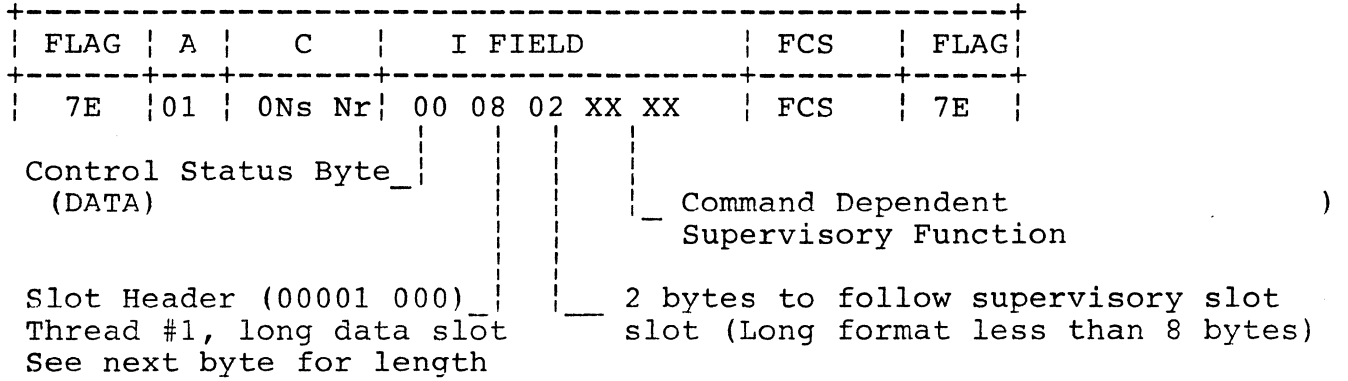 FLAG | A | C | I FIELD | FCS | FLAG
7E | 01 | 0Ns Nr | 00 08 02 XX XX | FCS | 7E
Control Status Byte
(DATA)
Command Dependent )
Supervisory Function
Slot Header (00001 000)
Thread #1, long data slot
See next byte for length
2 bytes to follow supervisory slot
slot (Long format less than 8 bytes)